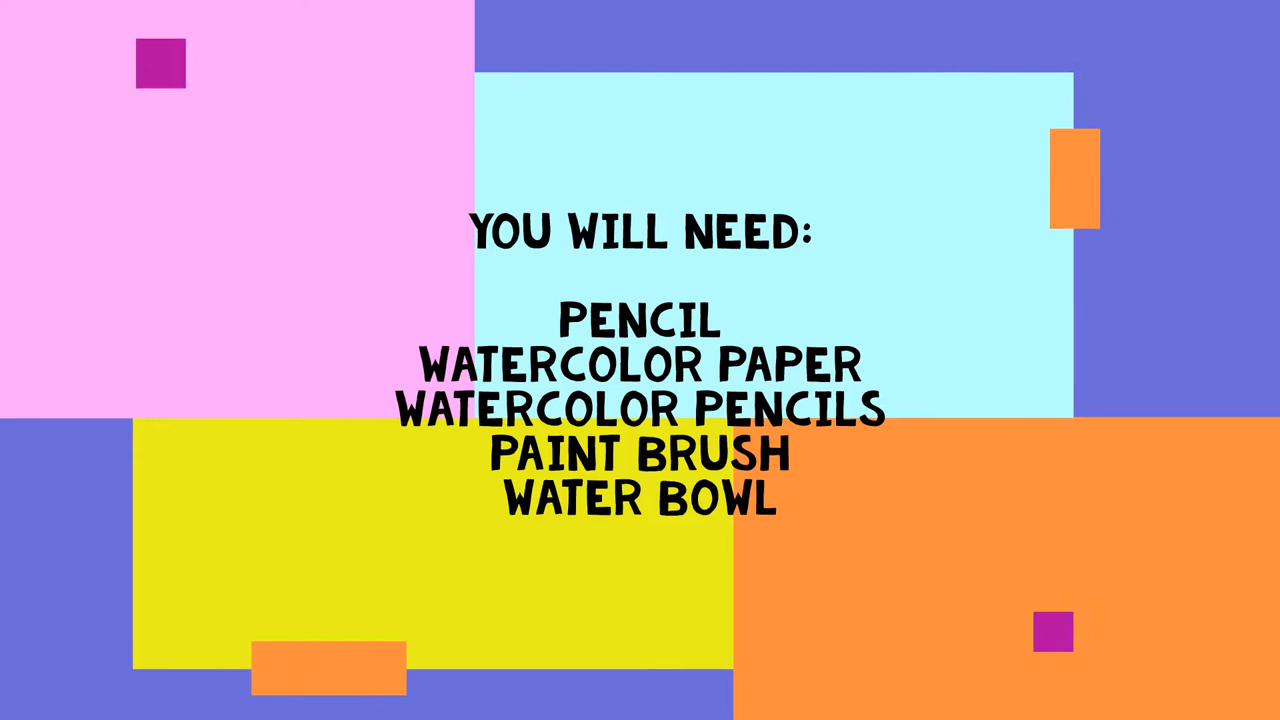 YOU WILL NEED:
PENCIL
WATERCOLOR PAPER
WATERCOLOR PENCILS
PAINT BRUSH
WATER BOWL